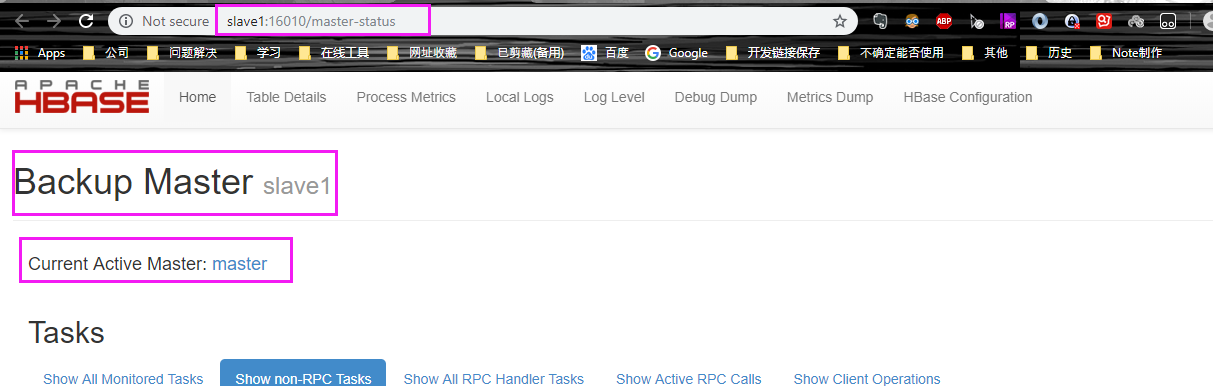 Not secure slave1:16010/master-status ABP RP
Apps 公司 问题解决 学习 在线工具 网址收藏 已剪藏(备用) 百度 Google 开发链接保存 不确定能否使用 其他 历史 Note制作
APACHE
HBASE Home Table Details Process Metrics Local Logs Log Level Debug Dump Metrics Dump HBase Configuration
Backup Master slave1
Current Active Master: master
Tasks
Show All Monitored Tasks Show non-RPC Tasks Show All RPC Handler Tasks Show Active RPC Calls Show Client Operations